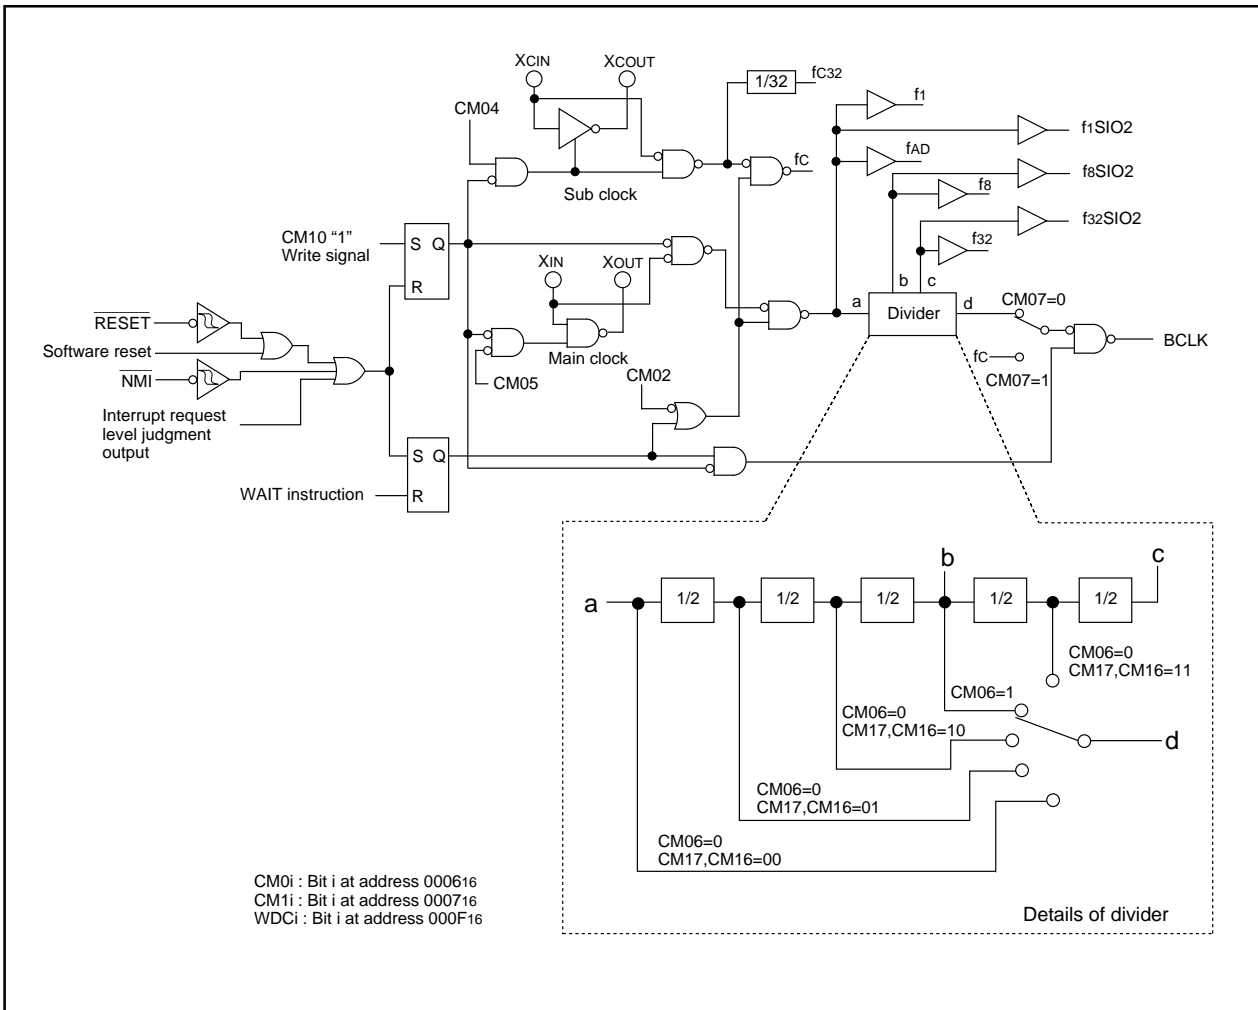 XCIN
XCOUT
1/32
fC32
CM04
f1
f1SIO2
fAD
fC
f8SIO2
f8
Sub clock
f32SIO2
f32
CM10 “1”
Write signal
S Q
R
XIN
XOUT
a
b
c
d
Divider
CM07=0
BCLK
fC
CM07=1
RESET
Software reset
NMI
Interrupt request
level judgment
output
Main clock
CM05
CM02
S Q
R
WAIT instruction
a
1/2
1/2
1/2
b
1/2
1/2
c
CM06=0
CM17,CM16=11
CM06=1
CM06=0
CM17,CM16=10
d
CM06=0
CM17,CM16=01
CM06=0
CM17,CM16=00
CM0i : Bit i at address 000616
CM1i : Bit i at address 000716
WDCi : Bit i at address 000F16
Details of divider